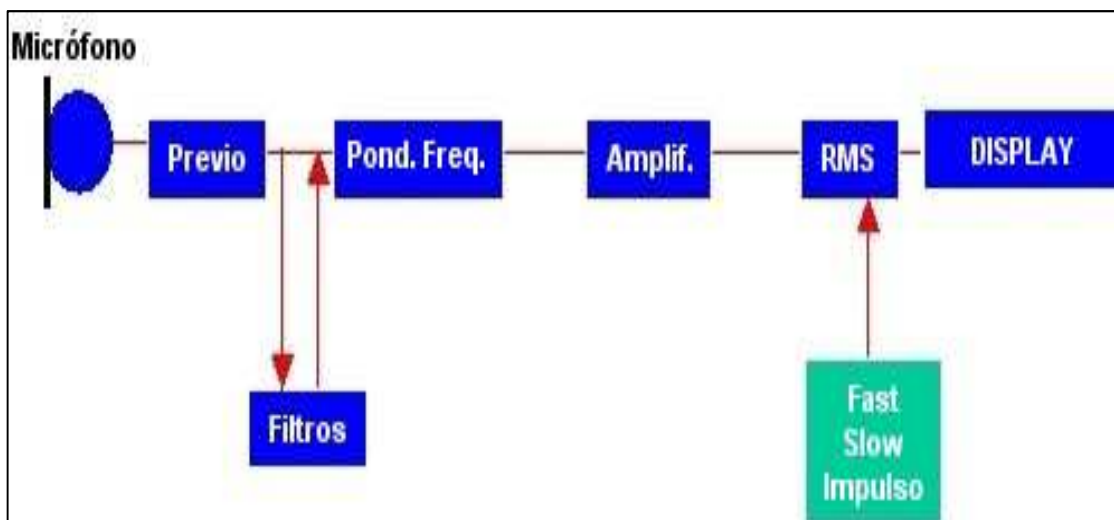 Micrófono
Previo
Pond. Freq.
Amplif.
RMS
DISPLAY
Filtros
Fast
Slow
Impulso